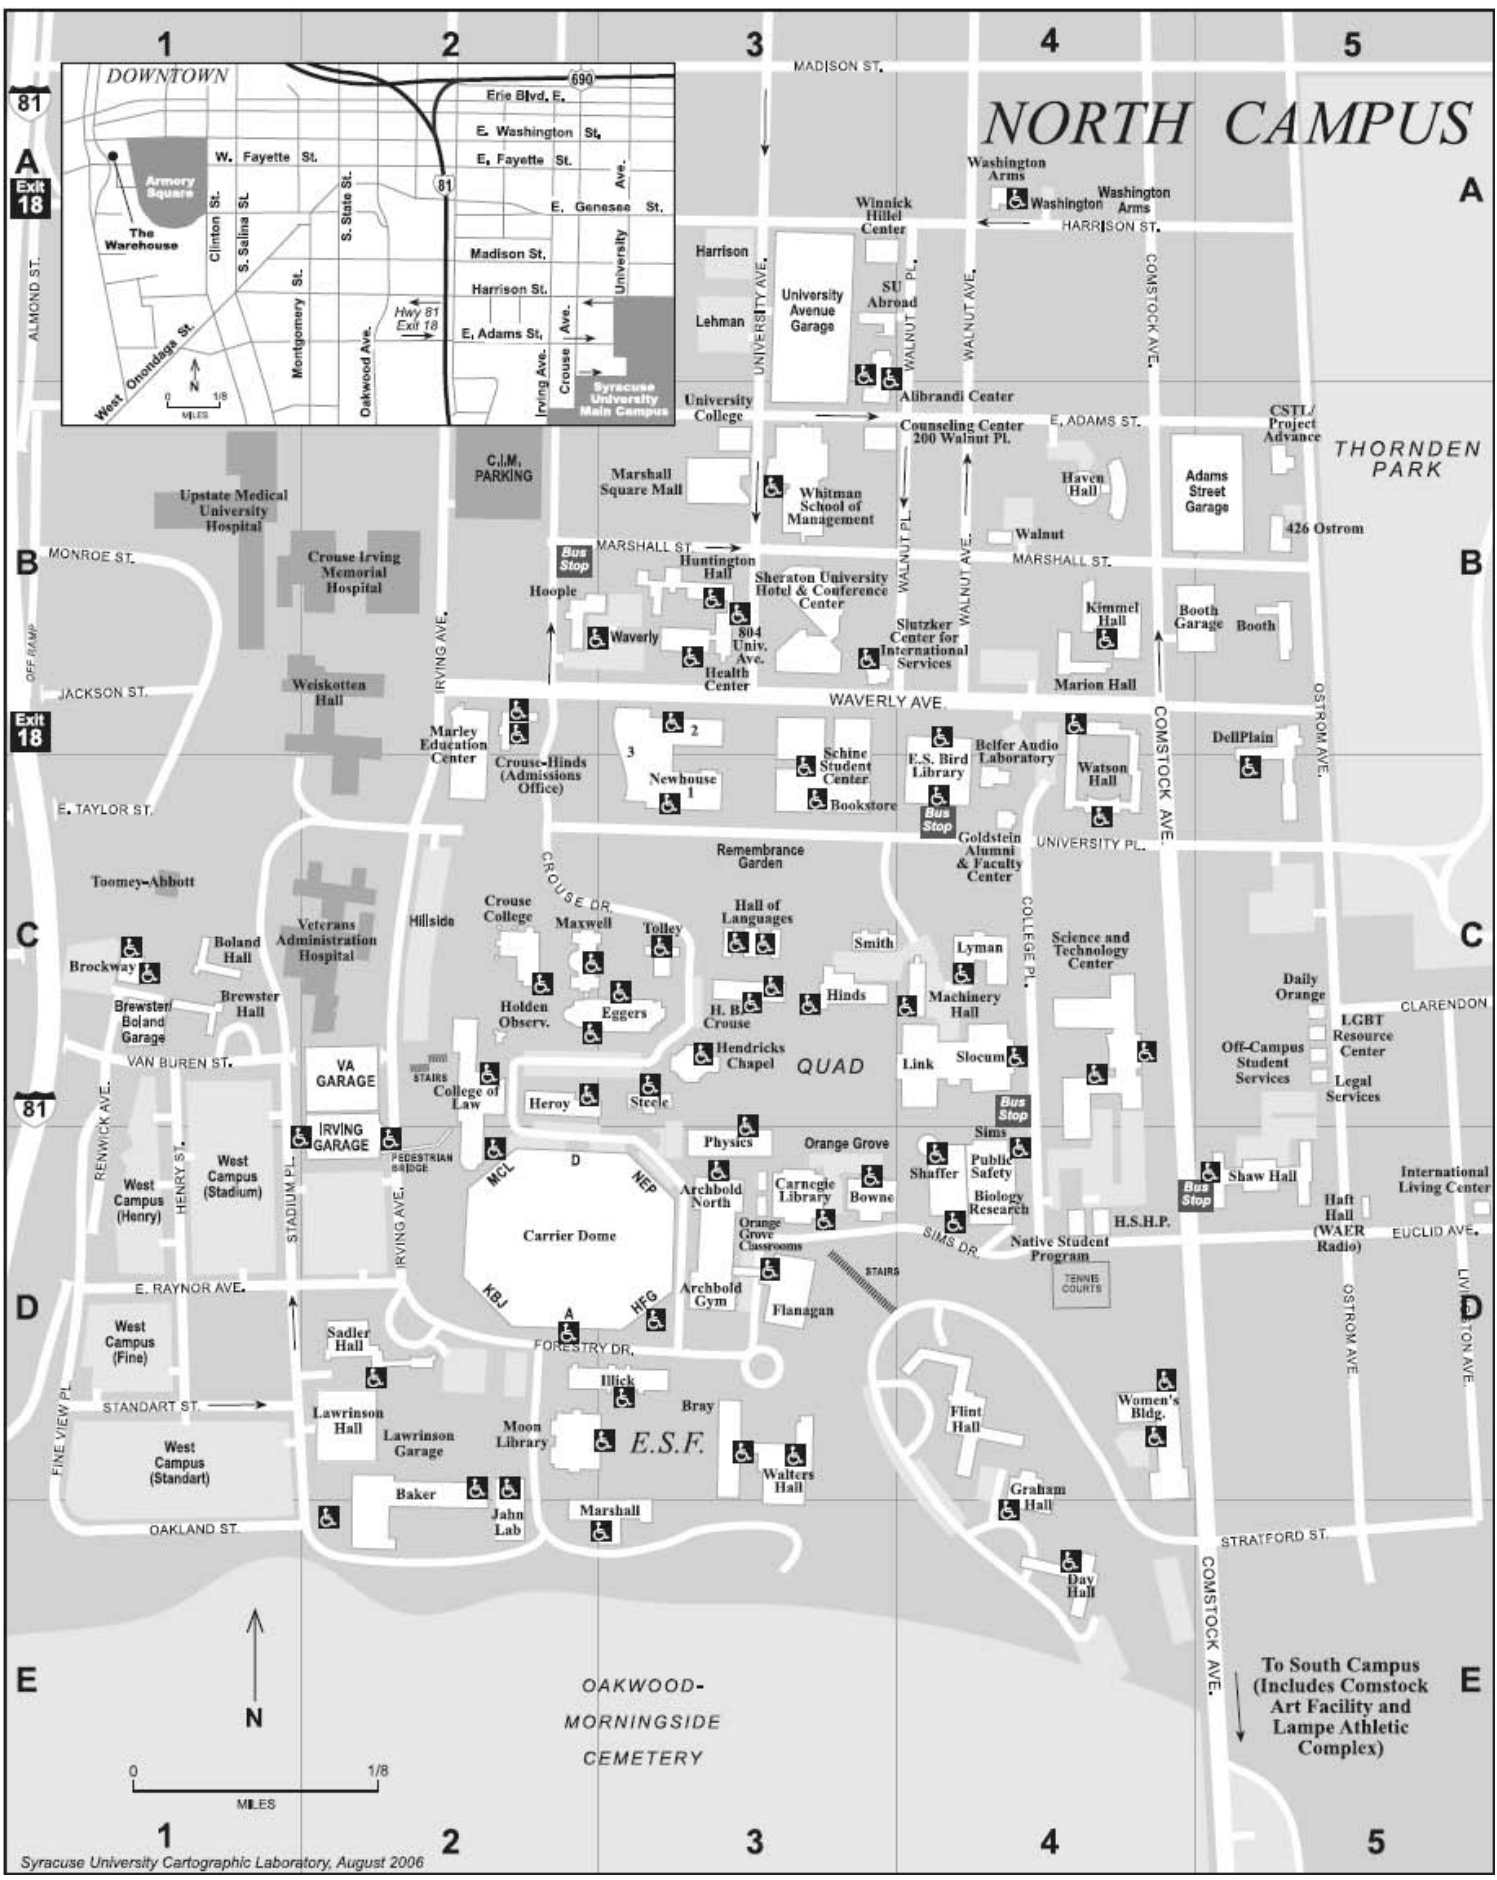 1 2 3 4 5
DOWNTOWN
690
Erie Blvd. E.
E. Washington St.
W. Fayette St.
E. Fayette St.
81
Armory
Square
The
Warehouse
Clinton St.
S. Salina St.
S. State St.
University Ave.
E. Genesee St.
Madison St.
Harrison St.
Montgomery St.
Oakwood Ave.
Hwy 81
Exit 18
E. Adams St.
Irving Ave.
Crouse Ave.
West Onondaga St.
N
0 1/8
MILES
Syracuse
University
Main Campus
81
A
Exit
18
ALMOND ST.
MADISON ST.
NORTH CAMPUS
A
Washington
Arms
Washington
Washington
Arms
HARRISON ST.
Winnick
Hillel
Center
Harrison
Lehman
UNIVERSITY AVE.
University
Avenue
Garage
SU
Abroad
WALNUT PL.
WALNUT AVE.
COMSTOCK AVE.
Alibrandi Center
University
College
Counseling Center
200 Walnut Pl.
E. ADAMS ST.
CSTL/
Project
Advance
THORNDEN
PARK
C.I.M.
PARKING
Marshall
Square Mall
Whitman
School of
Management
Haven
Hall
Adams
Street
Garage
426 Ostrom
Walnut
Upstate Medical
University
Hospital
B
MONROE ST.
Crouse Irving
Memorial
Hospital
Bus
Stop
MARSHALL ST.
MARSHALL ST.
B
Huntington
Hall
Sheraton University
Hotel & Conference
Center
WALNUT PL.
WALNUT AVE.
Hoople
Waverly
804
Univ.
Ave.
Health
Center
Slutzker
Center for
International
Services
Kimmel
Hall
Booth
Garage
Booth
Marion Hall
OFF RAMP
JACKSON ST.
Weiskotten
Hall
IRVING AVE.
WAVERLY AVE.
OSTROM AVE.
Exit
18
Marley
Education
Center
Crouse-Hinds
(Admissions
Office)
2
3
Newhouse
1
Schine
Student
Center
Bookstore
E.S. Bird
Library
Bus
Stop
Belfer Audio
Laboratory
Watson
Hall
COMSTOCK AVE.
DellPlain
E. TAYLOR ST.
Remembrance
Garden
Goldstein
Alumni
& Faculty
Center
UNIVERSITY PL.
Toomey-Abbott
CROUSE DR.
C
Veterans
Administration
Hospital
Hillside
Crouse
College
Maxwell
Tolley
Hall of
Languages
Smith
Lyman
COLLEGE PL.
Science and
Technology
Center
C
Brockway
Boland
Hall
Brewster/
Boland
Garage
Brewster
Hall
Holden
Observ.
Eggers
H. B.
Crouse
Hinds
Machinery
Hall
Daily
Orange
CLARENDON
LGBT
Resource
Center
Off-Campus
Student
Services
Legal
Services
VAN BUREN ST.
VA
GARAGE
STAIRS
College of
Law
Hendricks
Chapel
QUAD
Link
Slocum
Heroy
Steele
Bus
Stop
81
RENWICK AVE.
HENRY ST.
STADIUM PL.
IRVING
GARAGE
PEDESTRIAN
BRIDGE
IRVING AVE.
West
Campus
(Henry)
West
Campus
(Stadium)
MCL
D
NEP
Carrier Dome
KBJ
A
HFG
Physics
Archbold
North
Orange Grove
Carnegie
Library
Bowne
Orange
Grove
Classrooms
Shaffer
Sims
Public
Safety
Biology
Research
Bus
Stop
Shaw Hall
International
Living Center
Haft
Hall
(WAER
Radio)
EUCLID AVE.
H.S.H.P.
Native Student
Program
SIMS DR.
STAIRS
TENNIS
COURTS
E. RAYNOR AVE.
Archbold
Gym
Flanagan
D
West
Campus
(Fine)
Sadler
Hall
FORESTRY DR.
OSTROM AVE
LIVINGSTON AVE.
D
Illick
FINE VIEW PL.
STANDART ST.
Lawrinson
Hall
Lawrinson
Garage
Moon
Library
E.S.F.
Bray
Walters
Hall
Flint
Hall
Women's
Bldg.
West
Campus
(Standart)
Baker
Jahn
Lab
Marshall
Graham
Hall
OAKLAND ST.
STRATFORD ST.
Day
Hall
COMSTOCK AVE.
N
E
OAKWOOD-
MORNINGSIDE
CEMETERY
To South Campus
(Includes Comstock
Art Facility and
Lampe Athletic
Complex)
E
0 1/8
MILES
1 2 3 4 5
Syracuse University Cartographic Laboratory, August 2006